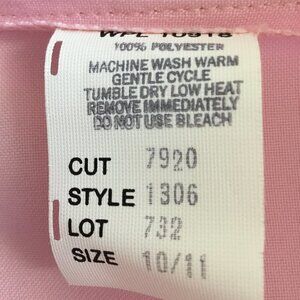 100% POLYESTER
MACHINE WASH WARM
GENTLE CYCLE
TUMBLE DRY LOW HEAT
REMOVE IMMEDIATELY
DO NOT USE BLEACH
CUT 7920
STYLE 1306
LOT 732
SIZE 10/11